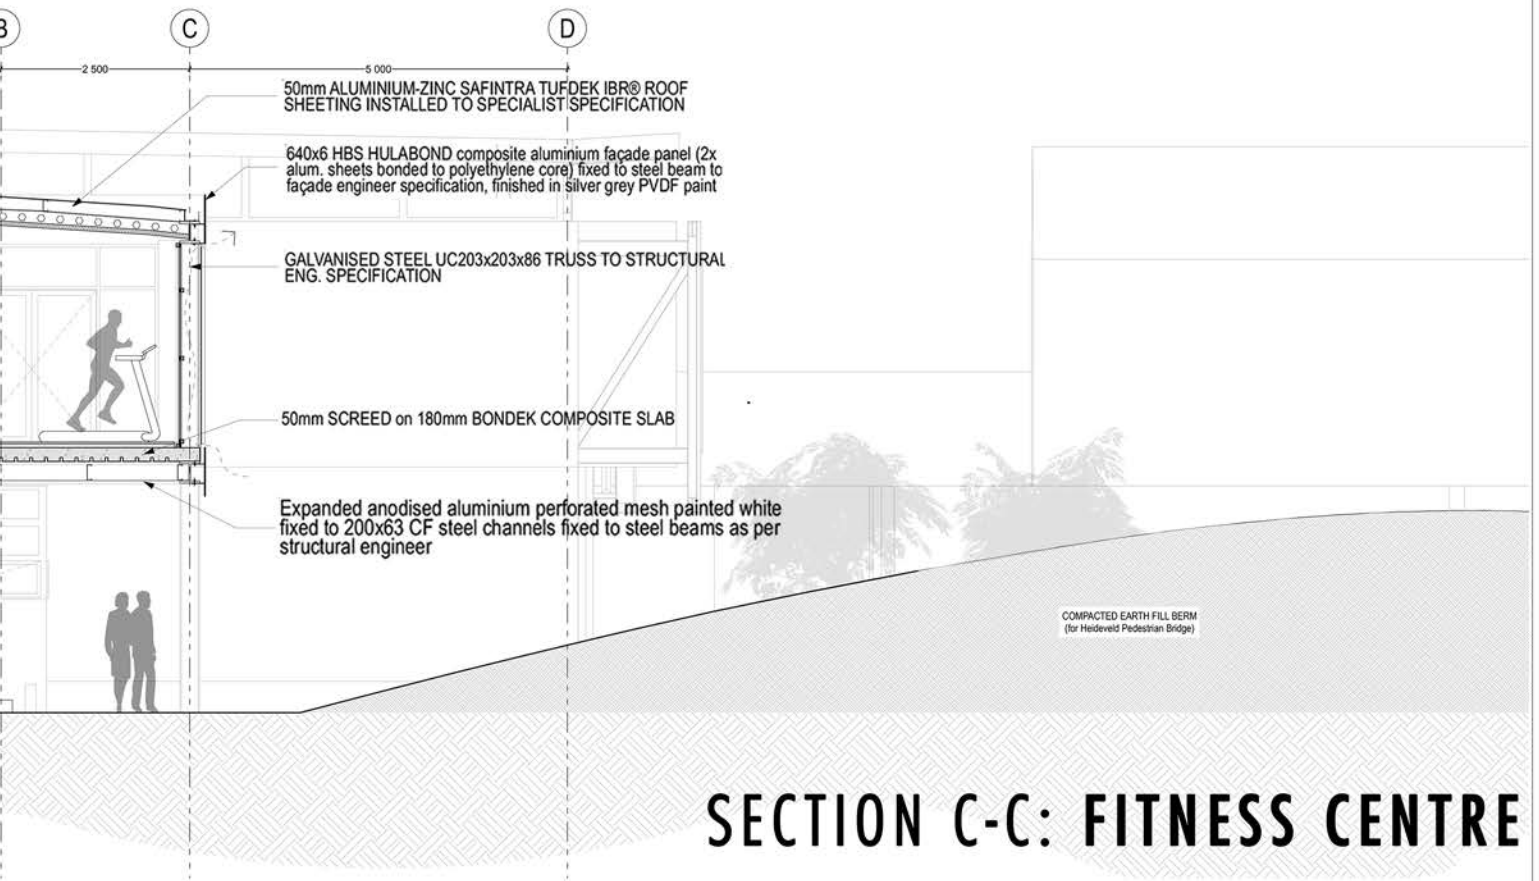 B
C
D
2 500
5 000
50mm ALUMINIUM-ZINC SAFINTRA TUFDEK IBR® ROOF
SHEETING INSTALLED TO SPECIALIST SPECIFICATION
640x6 HBS HULABOND composite aluminium façade panel (2x
alum. sheets bonded to polyethylene core) fixed to steel beam to
façade engineer specification, finished in silver grey PVDF paint
GALVANISED STEEL UC203x203x86 TRUSS TO STRUCTURAL
ENG. SPECIFICATION
50mm SCREED on 180mm BONDEK COMPOSITE SLAB
Expanded anodised aluminium perforated mesh painted white
fixed to 200x63 CF steel channels fixed to steel beams as per
structural engineer
COMPACTED EARTH FILL BERM
(for Heideveld Pedestrian Bridge)
SECTION C-C: FITNESS CENTRE